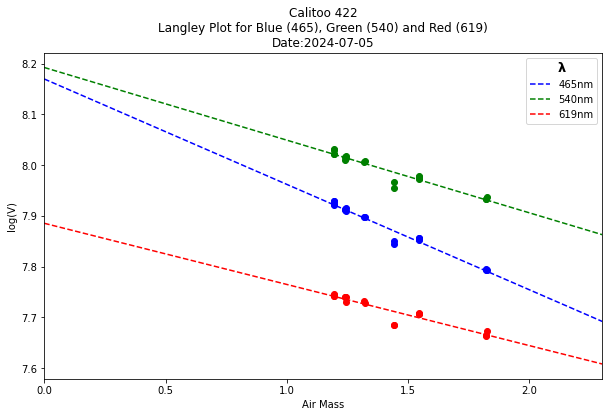 Calitoo 422
Langley Plot for Blue (465), Green (540) and Red (619)
Date:2024-07-05
λ
465nm
540nm
619nm
8.2
8.1
8.0
7.9
7.8
7.7
7.6
log(V)
0.0 0.5 1.0 1.5 2.0
Air Mass